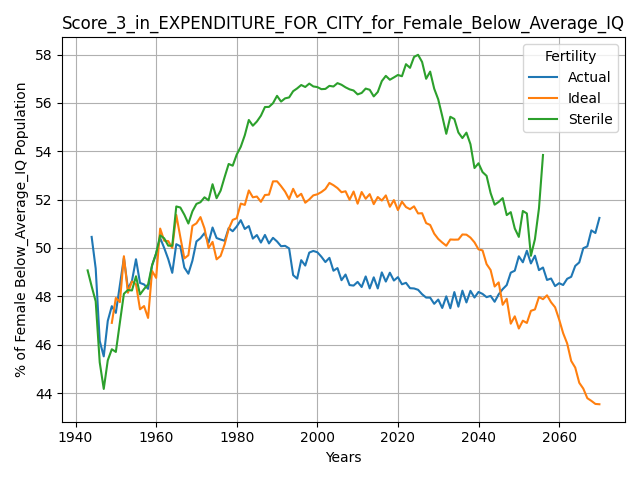 Score_3_in_EXPENDITURE_FOR_CITY_for_Female_Below_Average_IQ
58
56
54
52
50
48
46
44
% of Female Below_Average_IQ Population
Fertility
Actual
Ideal
Sterile
1940 1960 1980 2000 2020 2040 2060
Years